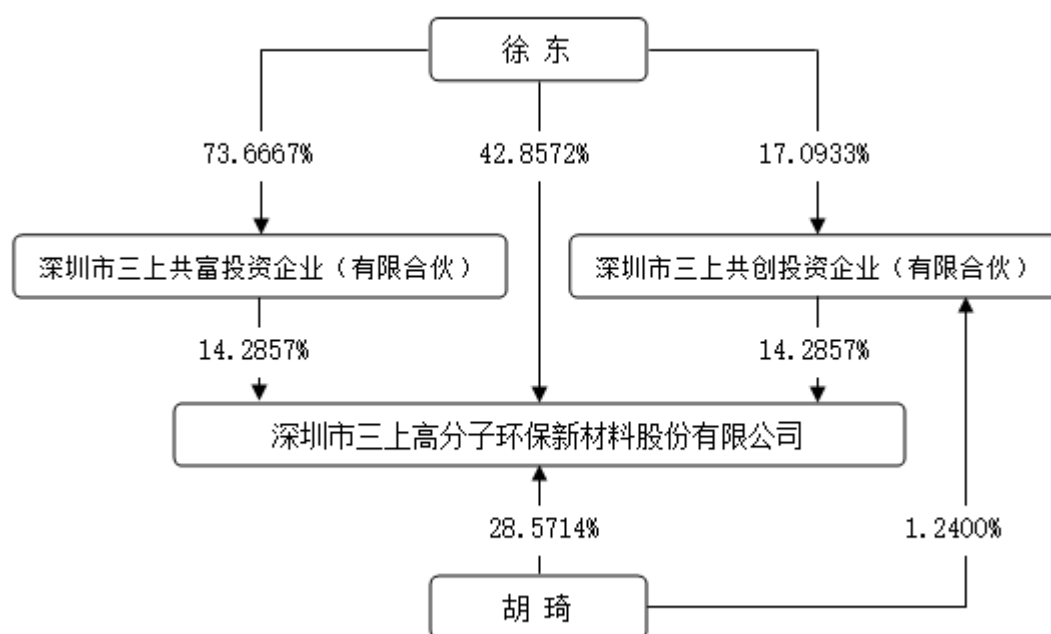 徐 东
73.6667%
42.8572%
17.0933%
深圳市三上共富投资企业（有限合伙）
深圳市三上共创投资企业（有限合伙）
14.2857%
14.2857%
深圳市三上高分子环保新材料股份有限公司
28.5714%
1.2400%
胡 琦